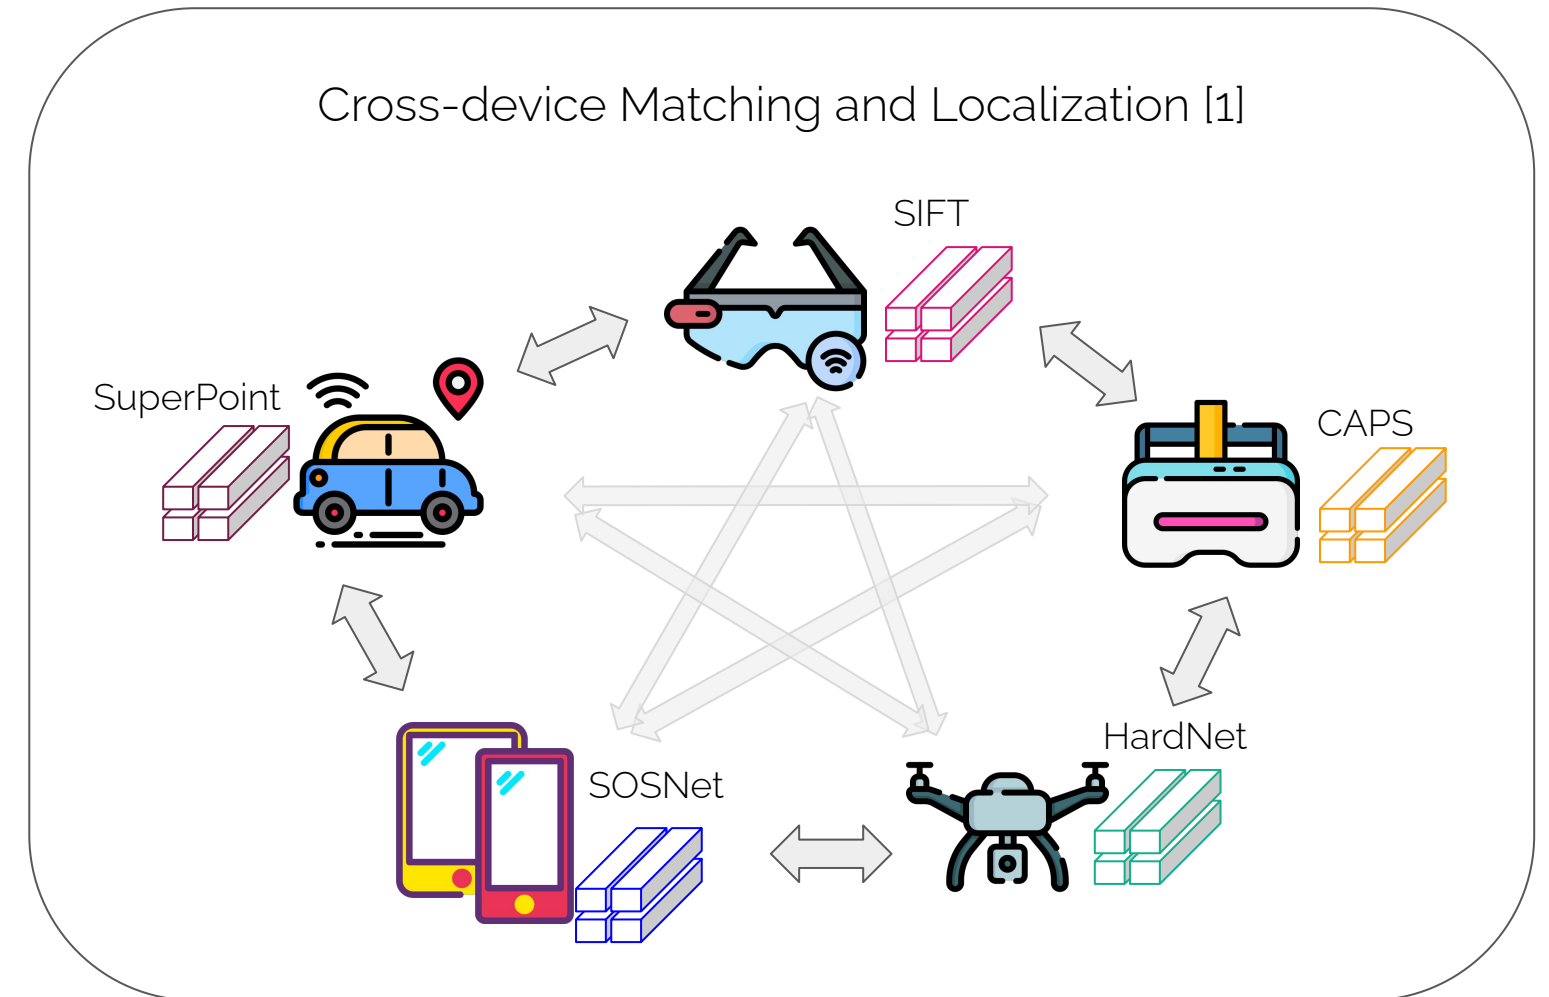 Cross-device Matching and Localization [1]
SIFT
SuperPoint
CAPS
HardNet
SOSNet